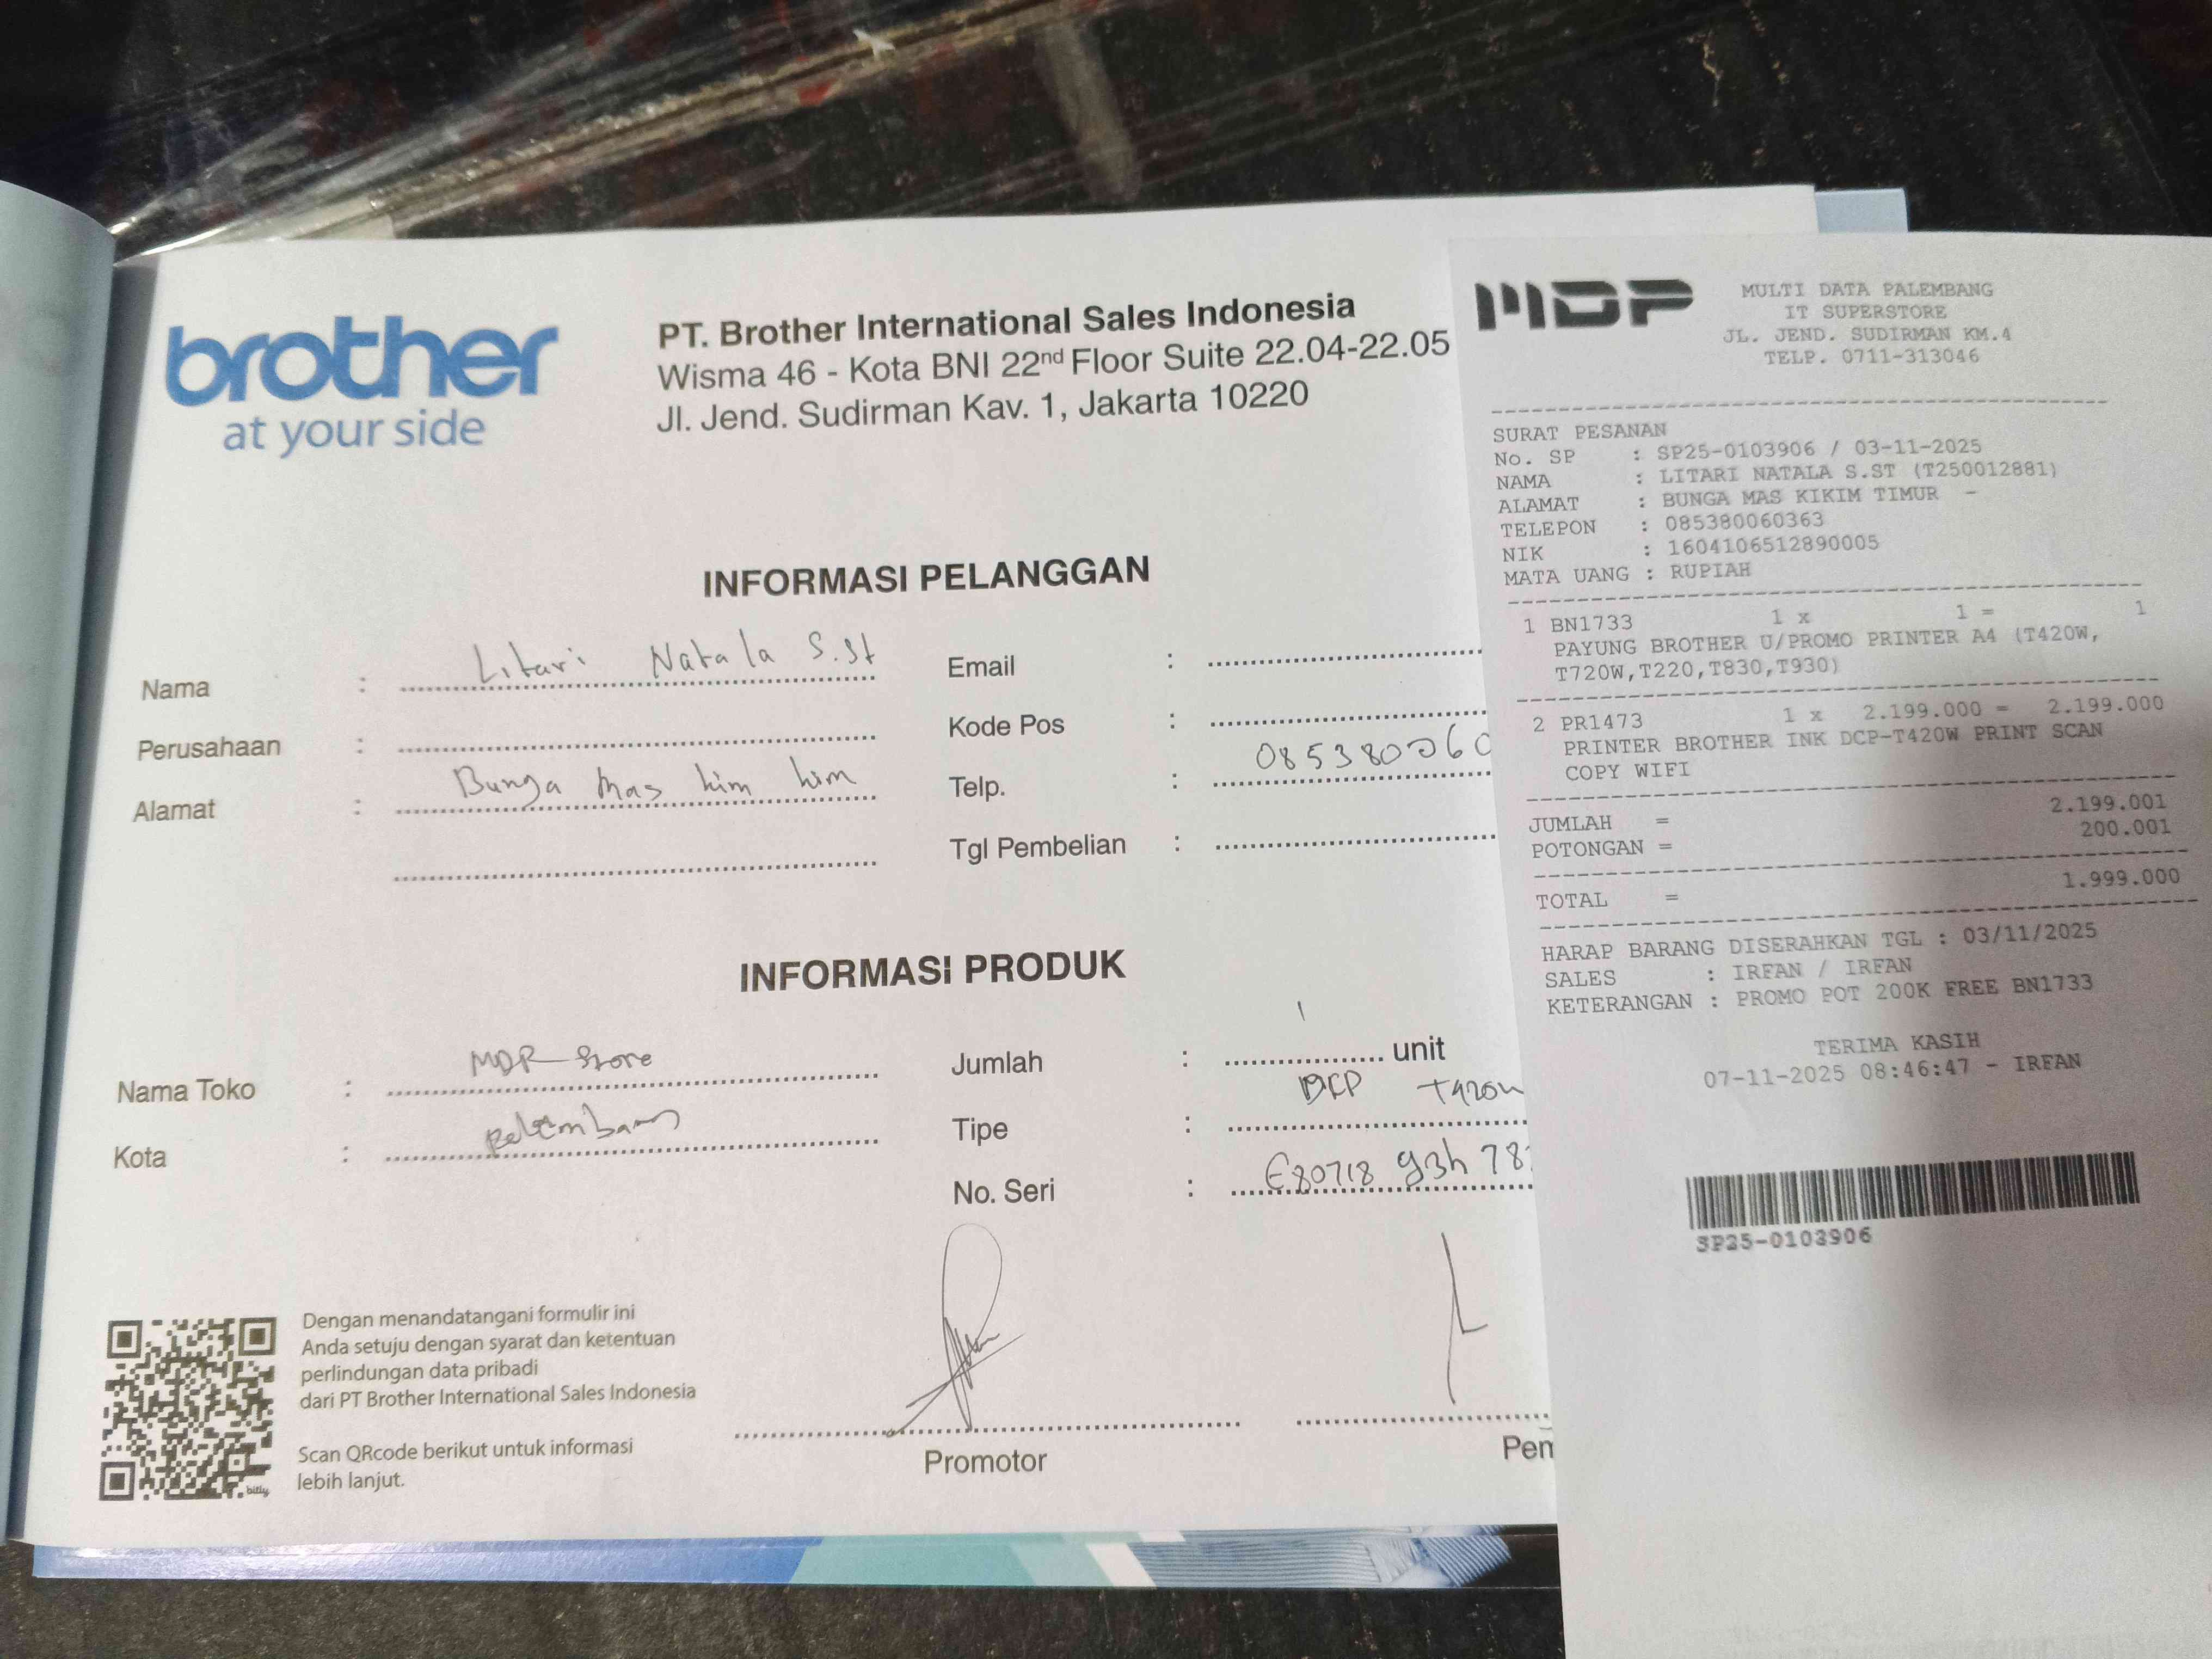 brother
at your side
PT. Brother International Sales Indonesia
Wisma 46 - Kota BNI 22nd Floor Suite 22.04-22.05
Jl. Jend. Sudirman Kav. 1, Jakarta 10220
INFORMASI PELANGGAN
Nama : Litari Natala S.St
Perusahaan :
Alamat : Bunga Mas kim kim
Email :
Kode Pos :
Telp. : 085380060
Tgl Pembelian :
INFORMASI PRODUK
Nama Toko : MDP Store
Kota : palembang
Jumlah : 1 unit
Tipe : DCP T420W
No. Seri : E80718 93h 78
Dengan menandatangani formulir ini
Anda setuju dengan syarat dan ketentuan
perlindungan data pribadi
dari PT Brother International Sales Indonesia
Scan QRcode berikut untuk informasi
lebih lanjut.
bitly
Promotor
Pem
MDP
MULTI DATA PALEMBANG
IT SUPERSTORE
JL. JEND. SUDIRMAN KM.4
TELP. 0711-313046
SURAT PESANAN
No. SP : SP25-0103906 / 03-11-2025
NAMA : LITARI NATALA S.ST (T250012881)
ALAMAT : BUNGA MAS KIKIM TIMUR -
TELEPON : 085380060363
NIK : 1604106512890005
MATA UANG : RUPIAH
1 BN1733 1 x 1 = 1
PAYUNG BROTHER U/PROMO PRINTER A4 (T420W,
T720W,T220,T830,T930)
2 PR1473 1 x 2.199.000 = 2.199.000
PRINTER BROTHER INK DCP-T420W PRINT SCAN
COPY WIFI
JUMLAH = 2.199.001
POTONGAN = 200.001
TOTAL = 1.999.000
HARAP BARANG DISERAHKAN TGL : 03/11/2025
SALES : IRFAN / IRFAN
KETERANGAN : PROMO POT 200K FREE BN1733
TERIMA KASIH
07-11-2025 08:46:47 - IRFAN
SP25-0103906